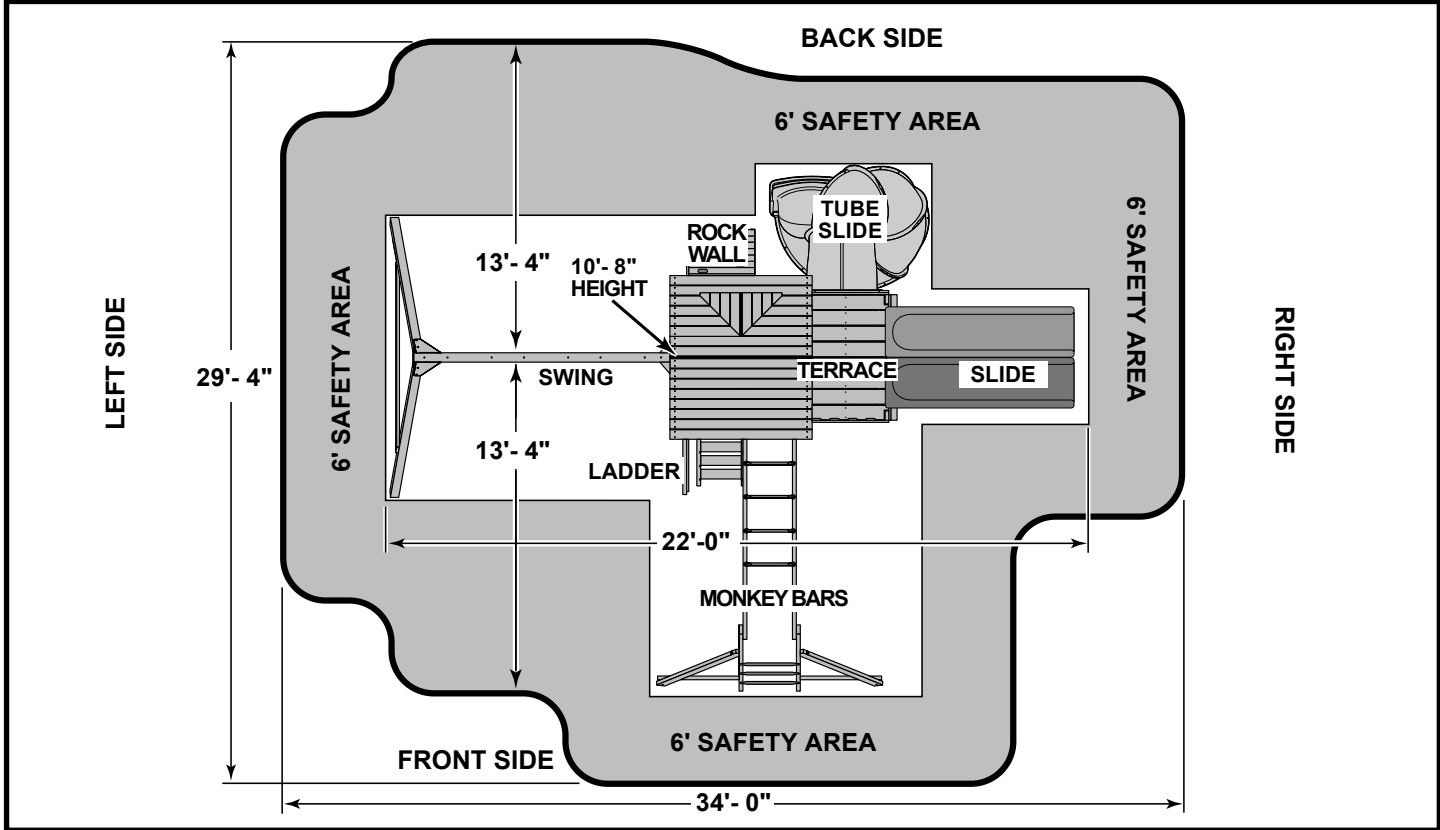 BACK SIDE
6' SAFETY AREA
6' SAFETY AREA
TUBE
SLIDE
ROCK
WALL
13'- 4"
10'- 8"
HEIGHT
6' SAFETY AREA
LEFT SIDE
RIGHT SIDE
29'- 4"
SWING
TERRACE
SLIDE
13'- 4"
LADDER
22'-0"
MONKEY BARS
6' SAFETY AREA
FRONT SIDE
34'- 0"